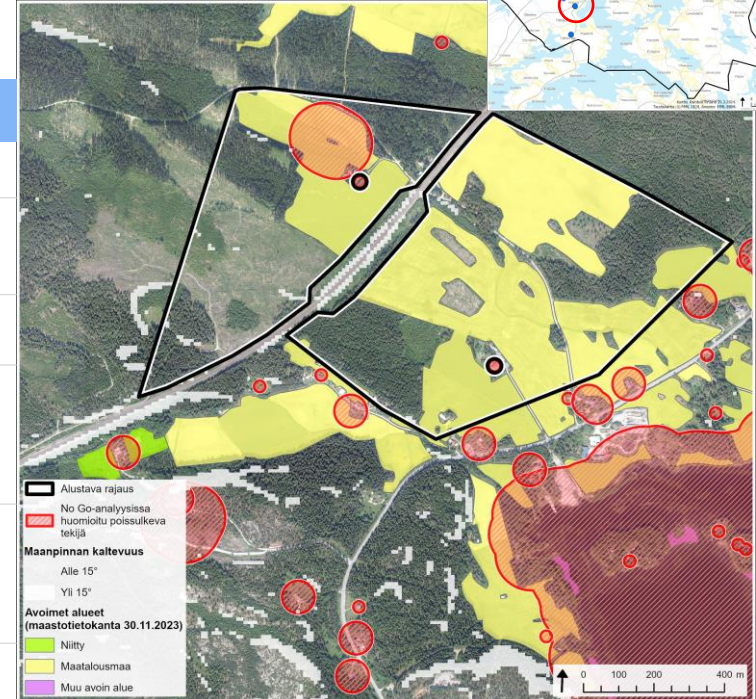 Alustava rajaus
No Go-analyysissa
huomioitu poissulkeva
tekijä
Maanpinnan kaltevuus
Alle 15°
Yli 15°
Avoimet alueet
(maastotietokanta 30.11.2023)
Niitty
Maatalousmaa
Muu avoin alue
0 100 200 400 m